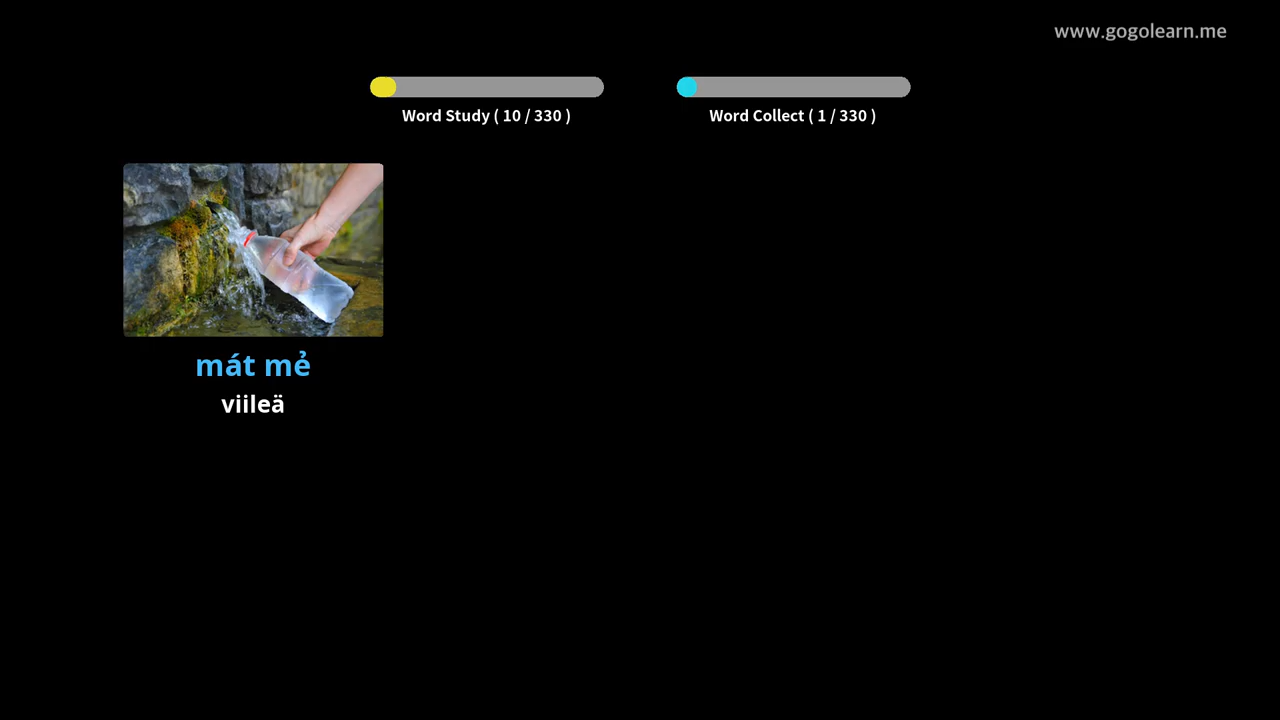 www.gogolearn.me
Word Study ( 10 / 330 )
Word Collect ( 1 / 330 )
mát mẻ
viileä